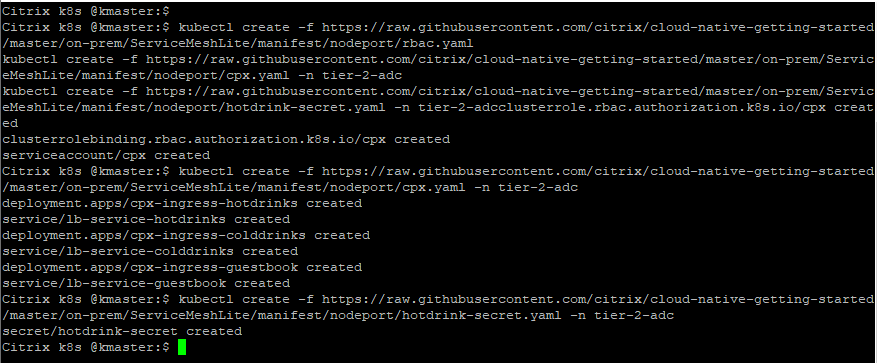 Citrix k8s @kmaster:$
Citrix k8s @kmaster:$ kubectl create -f https://raw.githubusercontent.com/citrix/cloud-native-getting-started
/master/on-prem/ServiceMeshLite/manifest/nodeport/rbac.yaml
kubectl create -f https://raw.githubusercontent.com/citrix/cloud-native-getting-started/master/on-prem/Servic
eMeshLite/manifest/nodeport/cpx.yaml -n tier-2-adc
kubectl create -f https://raw.githubusercontent.com/citrix/cloud-native-getting-started/master/on-prem/Servic
eMeshLite/manifest/nodeport/hotdrink-secret.yaml -n tier-2-adcclusterrole.rbac.authorization.k8s.io/cpx creat
ed
clusterrolebinding.rbac.authorization.k8s.io/cpx created
serviceaccount/cpx created
Citrix k8s @kmaster:$ kubectl create -f https://raw.githubusercontent.com/citrix/cloud-native-getting-started
/master/on-prem/ServiceMeshLite/manifest/nodeport/cpx.yaml -n tier-2-adc
deployment.apps/cpx-ingress-hotdrinks created
service/lb-service-hotdrinks created
deployment.apps/cpx-ingress-colddrinks created
service/lb-service-colddrinks created
deployment.apps/cpx-ingress-guestbook created
service/lb-service-guestbook created
Citrix k8s @kmaster:$ kubectl create -f https://raw.githubusercontent.com/citrix/cloud-native-getting-started
/master/on-prem/ServiceMeshLite/manifest/nodeport/hotdrink-secret.yaml -n tier-2-adc
secret/hotdrink-secret created
Citrix k8s @kmaster:$